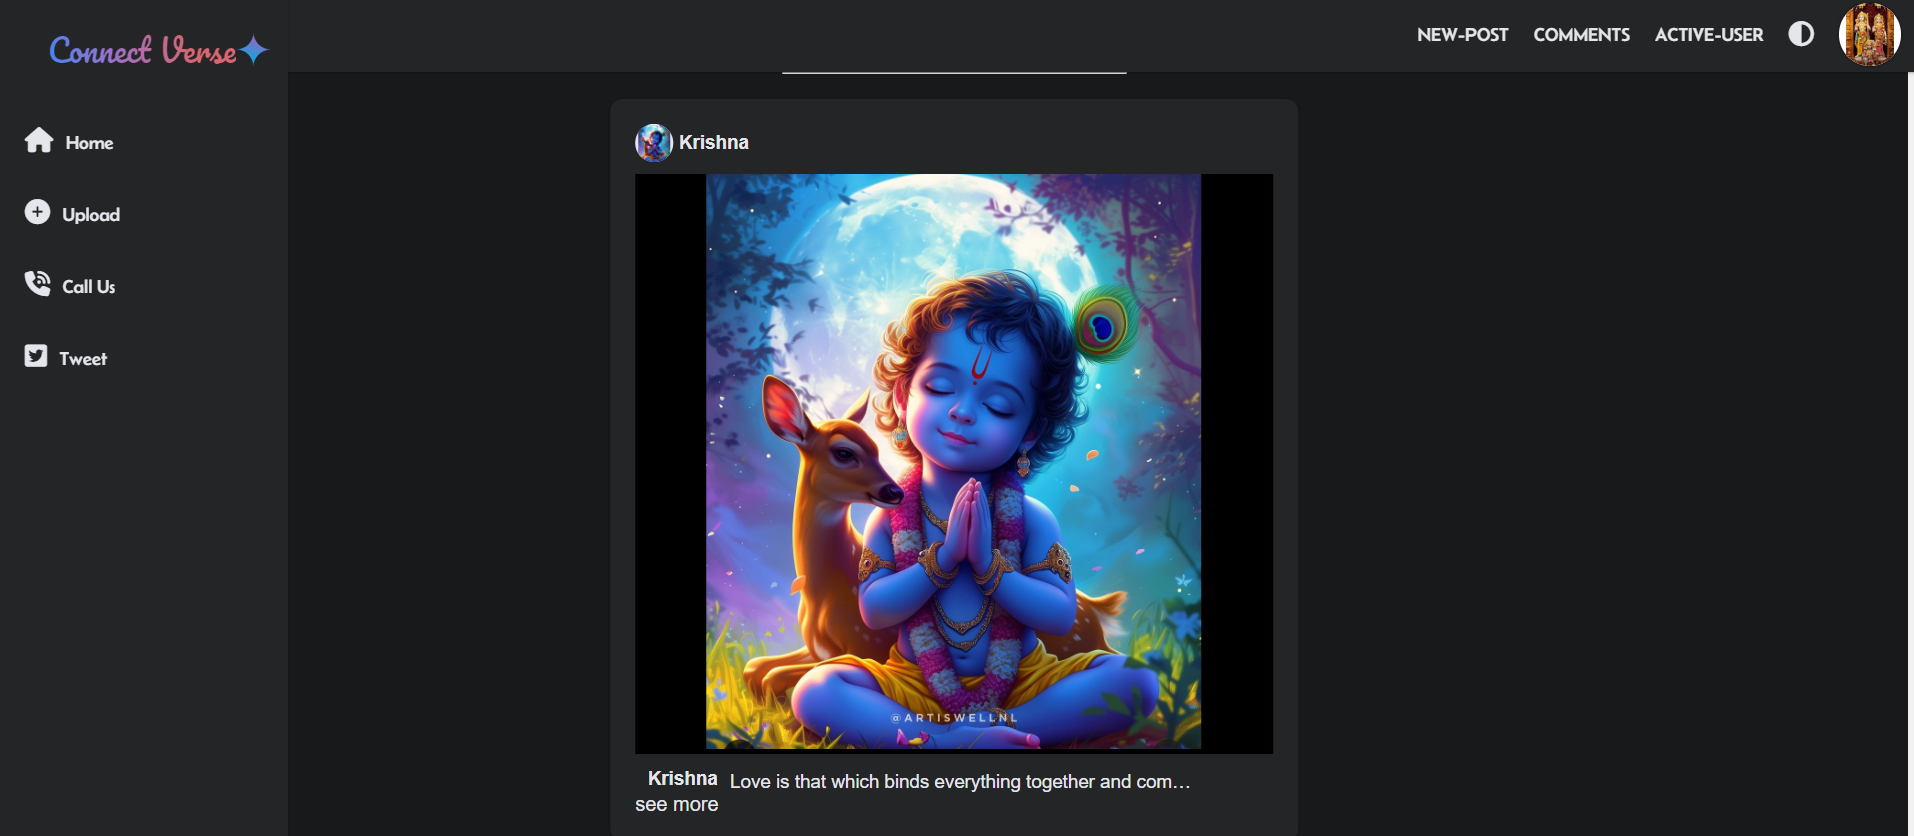 Connect Verse
NEW-POST COMMENTS ACTIVE-USER
Home
Upload
Call Us
Tweet
Krishna
@ARTISWELLNL
Krishna Love is that which binds everything together and com...
see more